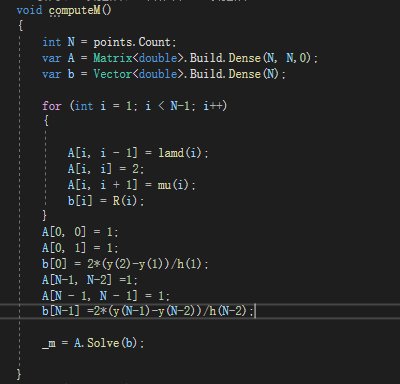 void computeM()
{
int N = points.Count;
var A = Matrix<double>.Build.Dense(N, N,0);
var b = Vector<double>.Build.Dense(N);
for (int i = 1; i < N-1; i++)
{
A[i, i - 1] = lamd(i);
A[i, i] = 2;
A[i, i + 1] = mu(i);
b[i] = R(i);
}
A[0, 0] = 1;
A[0, 1] = 1;
b[0] = 2*(y(2)-y(1))/h(1);
A[N-1, N-2] =1;
A[N - 1, N - 1] = 1;
b[N-1] =2*(y(N-1)-y(N-2))/h(N-2);
_m = A.Solve(b);
}